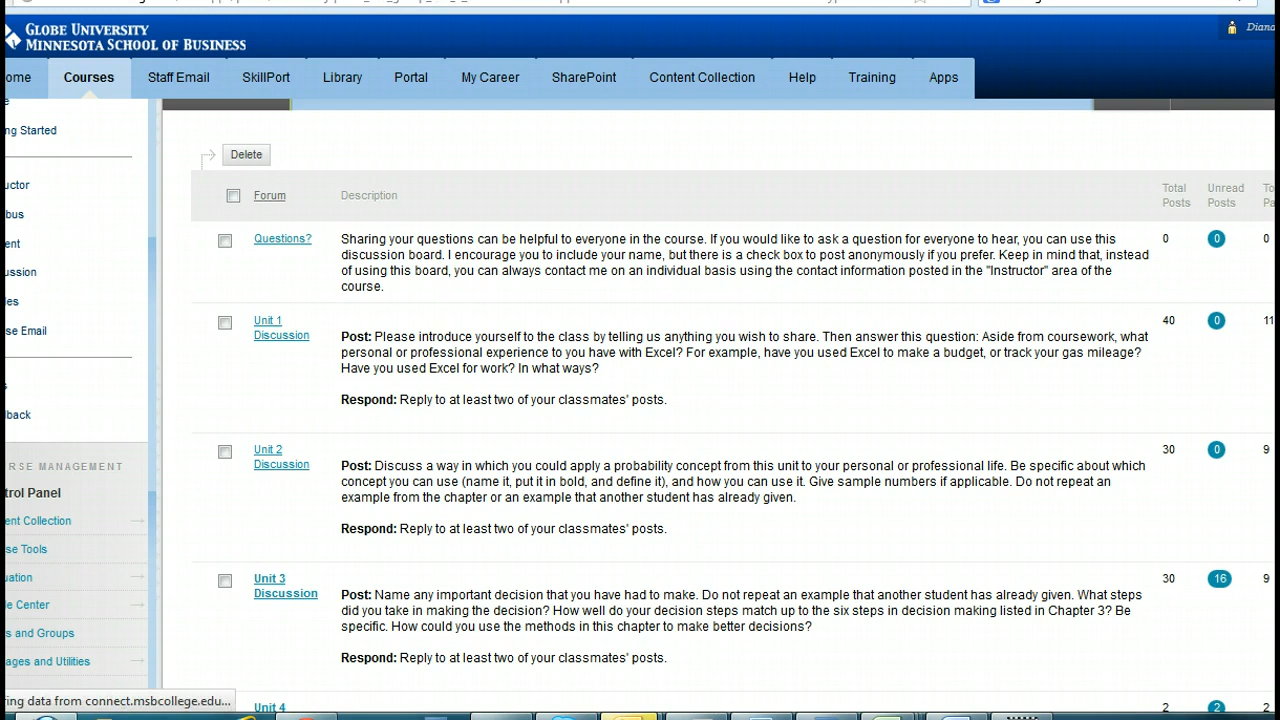 GLOBE UNIVERSITY
MINNESOTA SCHOOL OF BUSINESS
Diana
ome Courses Staff Email SkillPort Library Portal My Career SharePoint Content Collection Help Training Apps
ng Started
uctor
bus
ent
ussion
les
se Email
lback
RSE MANAGEMENT
trol Panel
ent Collection
se Tools
uation
le Center
s and Groups
ages and Utilities
ring data from connect.msbcollege.edu...
Delete
Forum Description Total Posts Unread Posts To Pa
Questions? Sharing your questions can be helpful to everyone in the course. If you would like to ask a question for everyone to hear, you can use this 0 0 0
discussion board. I encourage you to include your name, but there is a check box to post anonymously if you prefer. Keep in mind that, instead
of using this board, you can always contact me on an individual basis using the contact information posted in the "Instructor" area of the
course.
Unit 1 40 0 11
Discussion Post: Please introduce yourself to the class by telling us anything you wish to share. Then answer this question: Aside from coursework, what
personal or professional experience to you have with Excel? For example, have you used Excel to make a budget, or track your gas mileage?
Have you used Excel for work? In what ways?
Respond: Reply to at least two of your classmates' posts.
Unit 2 30 0 9
Discussion Post: Discuss a way in which you could apply a probability concept from this unit to your personal or professional life. Be specific about which
concept you can use (name it, put it in bold, and define it), and how you can use it. Give sample numbers if applicable. Do not repeat an
example from the chapter or an example that another student has already given.
Respond: Reply to at least two of your classmates' posts.
Unit 3 30 16 9
Discussion Post: Name any important decision that you have had to make. Do not repeat an example that another student has already given. What steps
did you take in making the decision? How well do your decision steps match up to the six steps in decision making listed in Chapter 3? Be
specific. How could you use the methods in this chapter to make better decisions?
Respond: Reply to at least two of your classmates' posts.
Unit 4 2 2 2